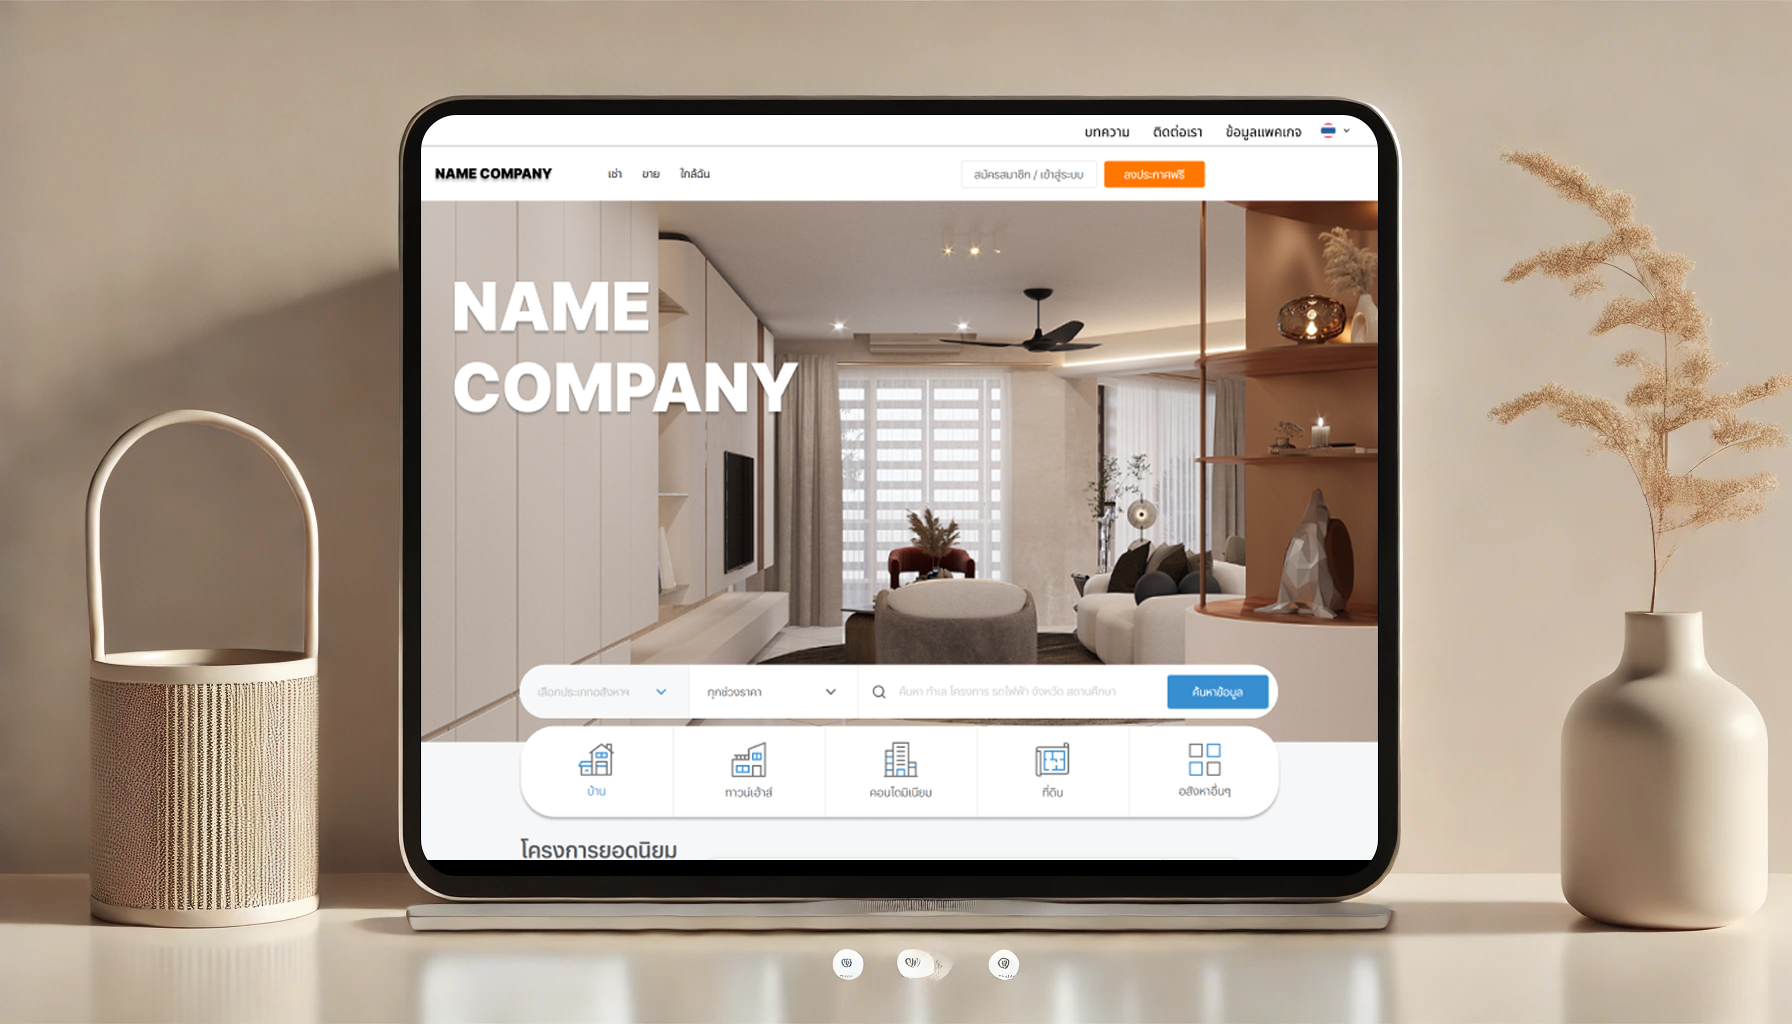 บทความ ติดต่อเรา ข้อมูลแพคเกจ
NAME COMPANY เช่า ขาย ใกล้ฉัน สมัครสมาชิก / เข้าสู่ระบบ ลงประกาศฟรี
NAME
COMPANY
เลือกประเภทอสังหาฯ ทุกช่วงราคา ค้นหา ทำเล โครงการ รถไฟฟ้า จังหวัด สถานศึกษา ค้นหาข้อมูล
บ้าน ทาวน์เฮ้าส์ คอนโดมิเนียม ที่ดิน อสังหาอื่นๆ
โครงการยอดนิยม